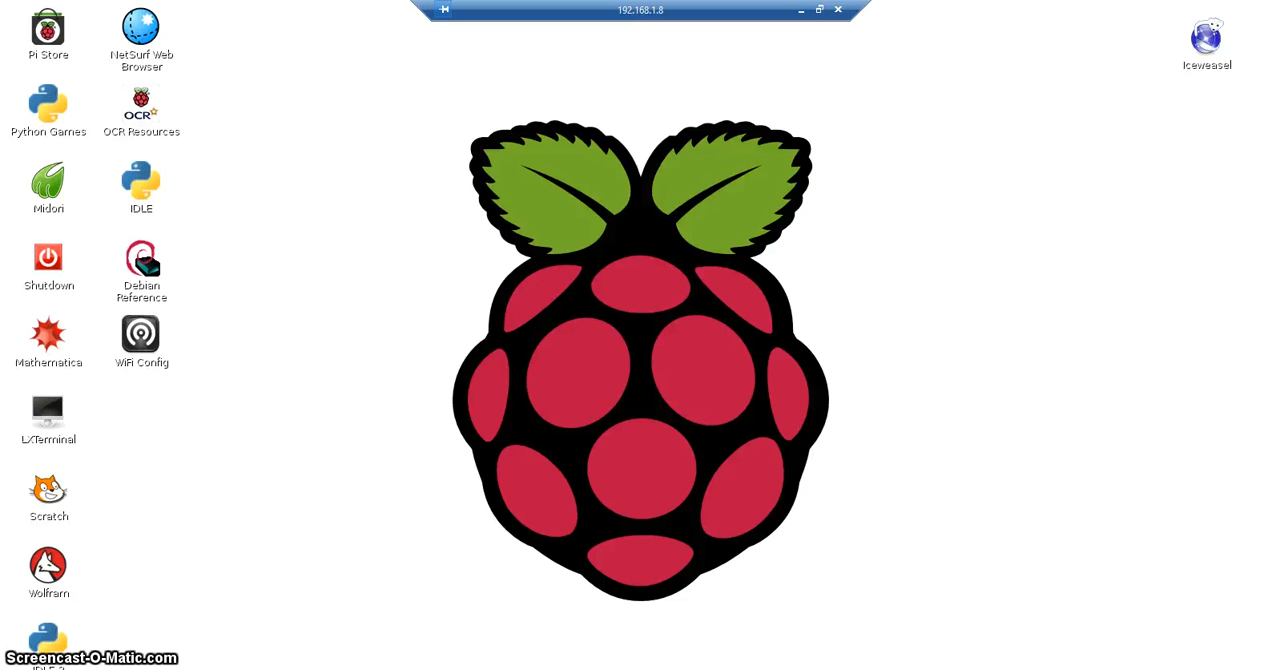 192.168.1.8
Pi Store
NetSurf Web
Browser
Iceweasel
Python Games
OCR
OCR Resources
Midori
IDLE
Shutdown
Debian
Reference
Mathematica
WiFi Config
LXTerminal
Scratch
Wolfram
Screencast-O-Matic.com